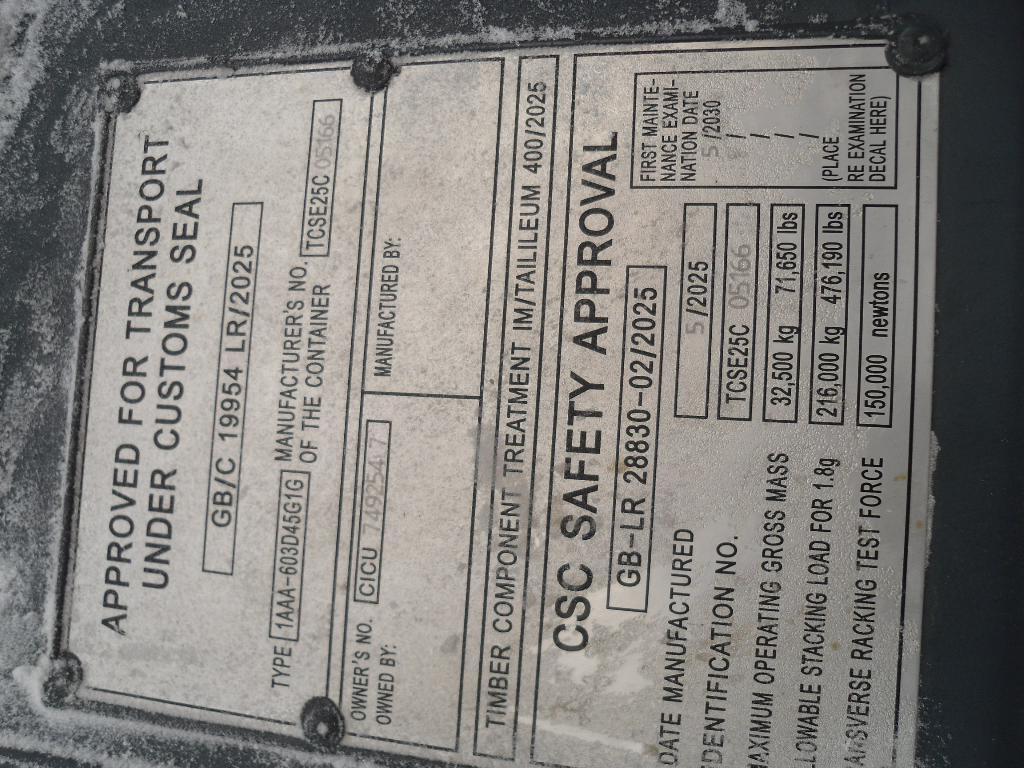 APPROVED FOR TRANSPORT
UNDER CUSTOMS SEAL
GB/C 19954 LR/2025
TYPE 1AAA-603D45G1G MANUFACTURER'S NO.
OF THE CONTAINER TCSE25C 05166
OWNER'S NO. CICU 749254 7
OWNED BY:
MANUFACTURED BY:
TIMBER COMPONENT TREATMENT IM/TAILILEUM 400/2025
CSC SAFETY APPROVAL
GB-LR 28830-02/2025
DATE MANUFACTURED 5/2025
IDENTIFICATION NO. TCSE25C 05166
MAXIMUM OPERATING GROSS MASS 32,500 kg 71,650 lbs
LOWABLE STACKING LOAD FOR 1.8g 216,000 kg 476,190 lbs
ANSVERSE RACKING TEST FORCE 150,000 newtons
FIRST MAINTE-
NANCE EXAMI-
NATION DATE
5/2030
/
/
/
/
(PLACE
RE EXAMINATION
DECAL HERE)